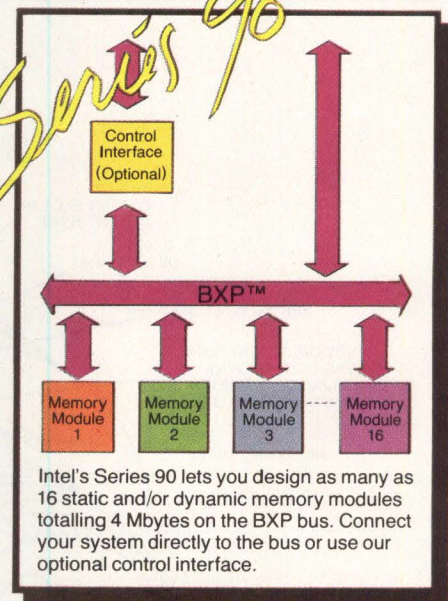 Series 90
Control
Interface
(Optional)
BXP™
Memory
Module
1
Memory
Module
2
Memory
Module
3
Memory
Module
16
Intel's Series 90 lets you design as many as
16 static and/or dynamic memory modules
totalling 4 Mbytes on the BXP bus. Connect
your system directly to the bus or use our
optional control interface.